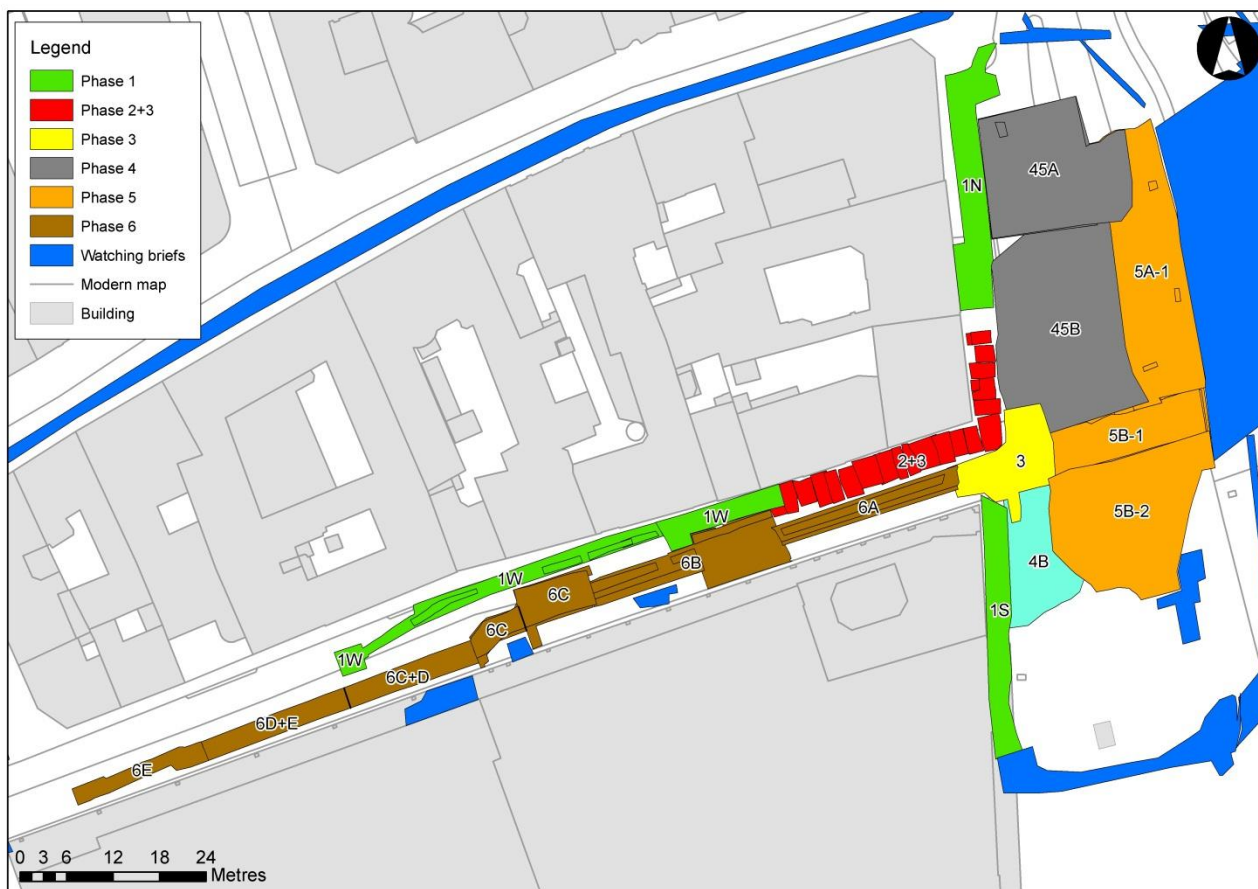 Legend
Phase 1
Phase 2+3
Phase 3
Phase 4
Phase 5
Phase 6
Watching briefs
Modern map
Building
45A
1N
5A-1
45B
5B-1
2+3
3
6A
5B-2
1W
6B
4B
1W
6C
1S
6C
1W
6C+D
6D+E
6E
0 3 6 12 18 24
Metres